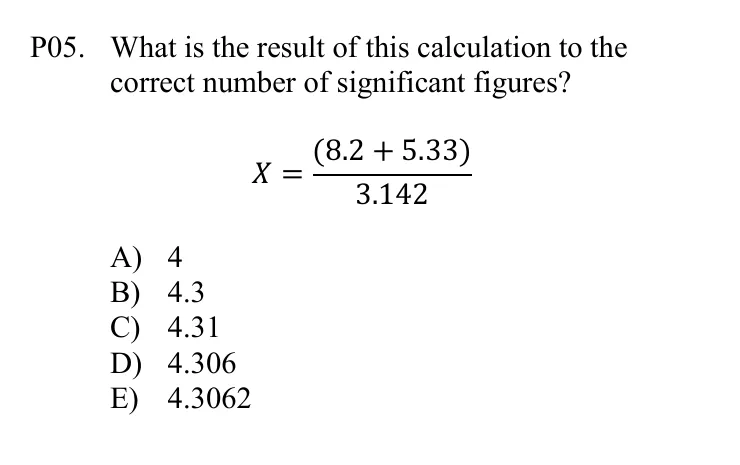 P05. What is the result of this calculation to the
correct number of significant figures?
X = (8.2 + 5.33)
3.142
A) 4
B) 4.3
C) 4.31
D) 4.306
E) 4.3062